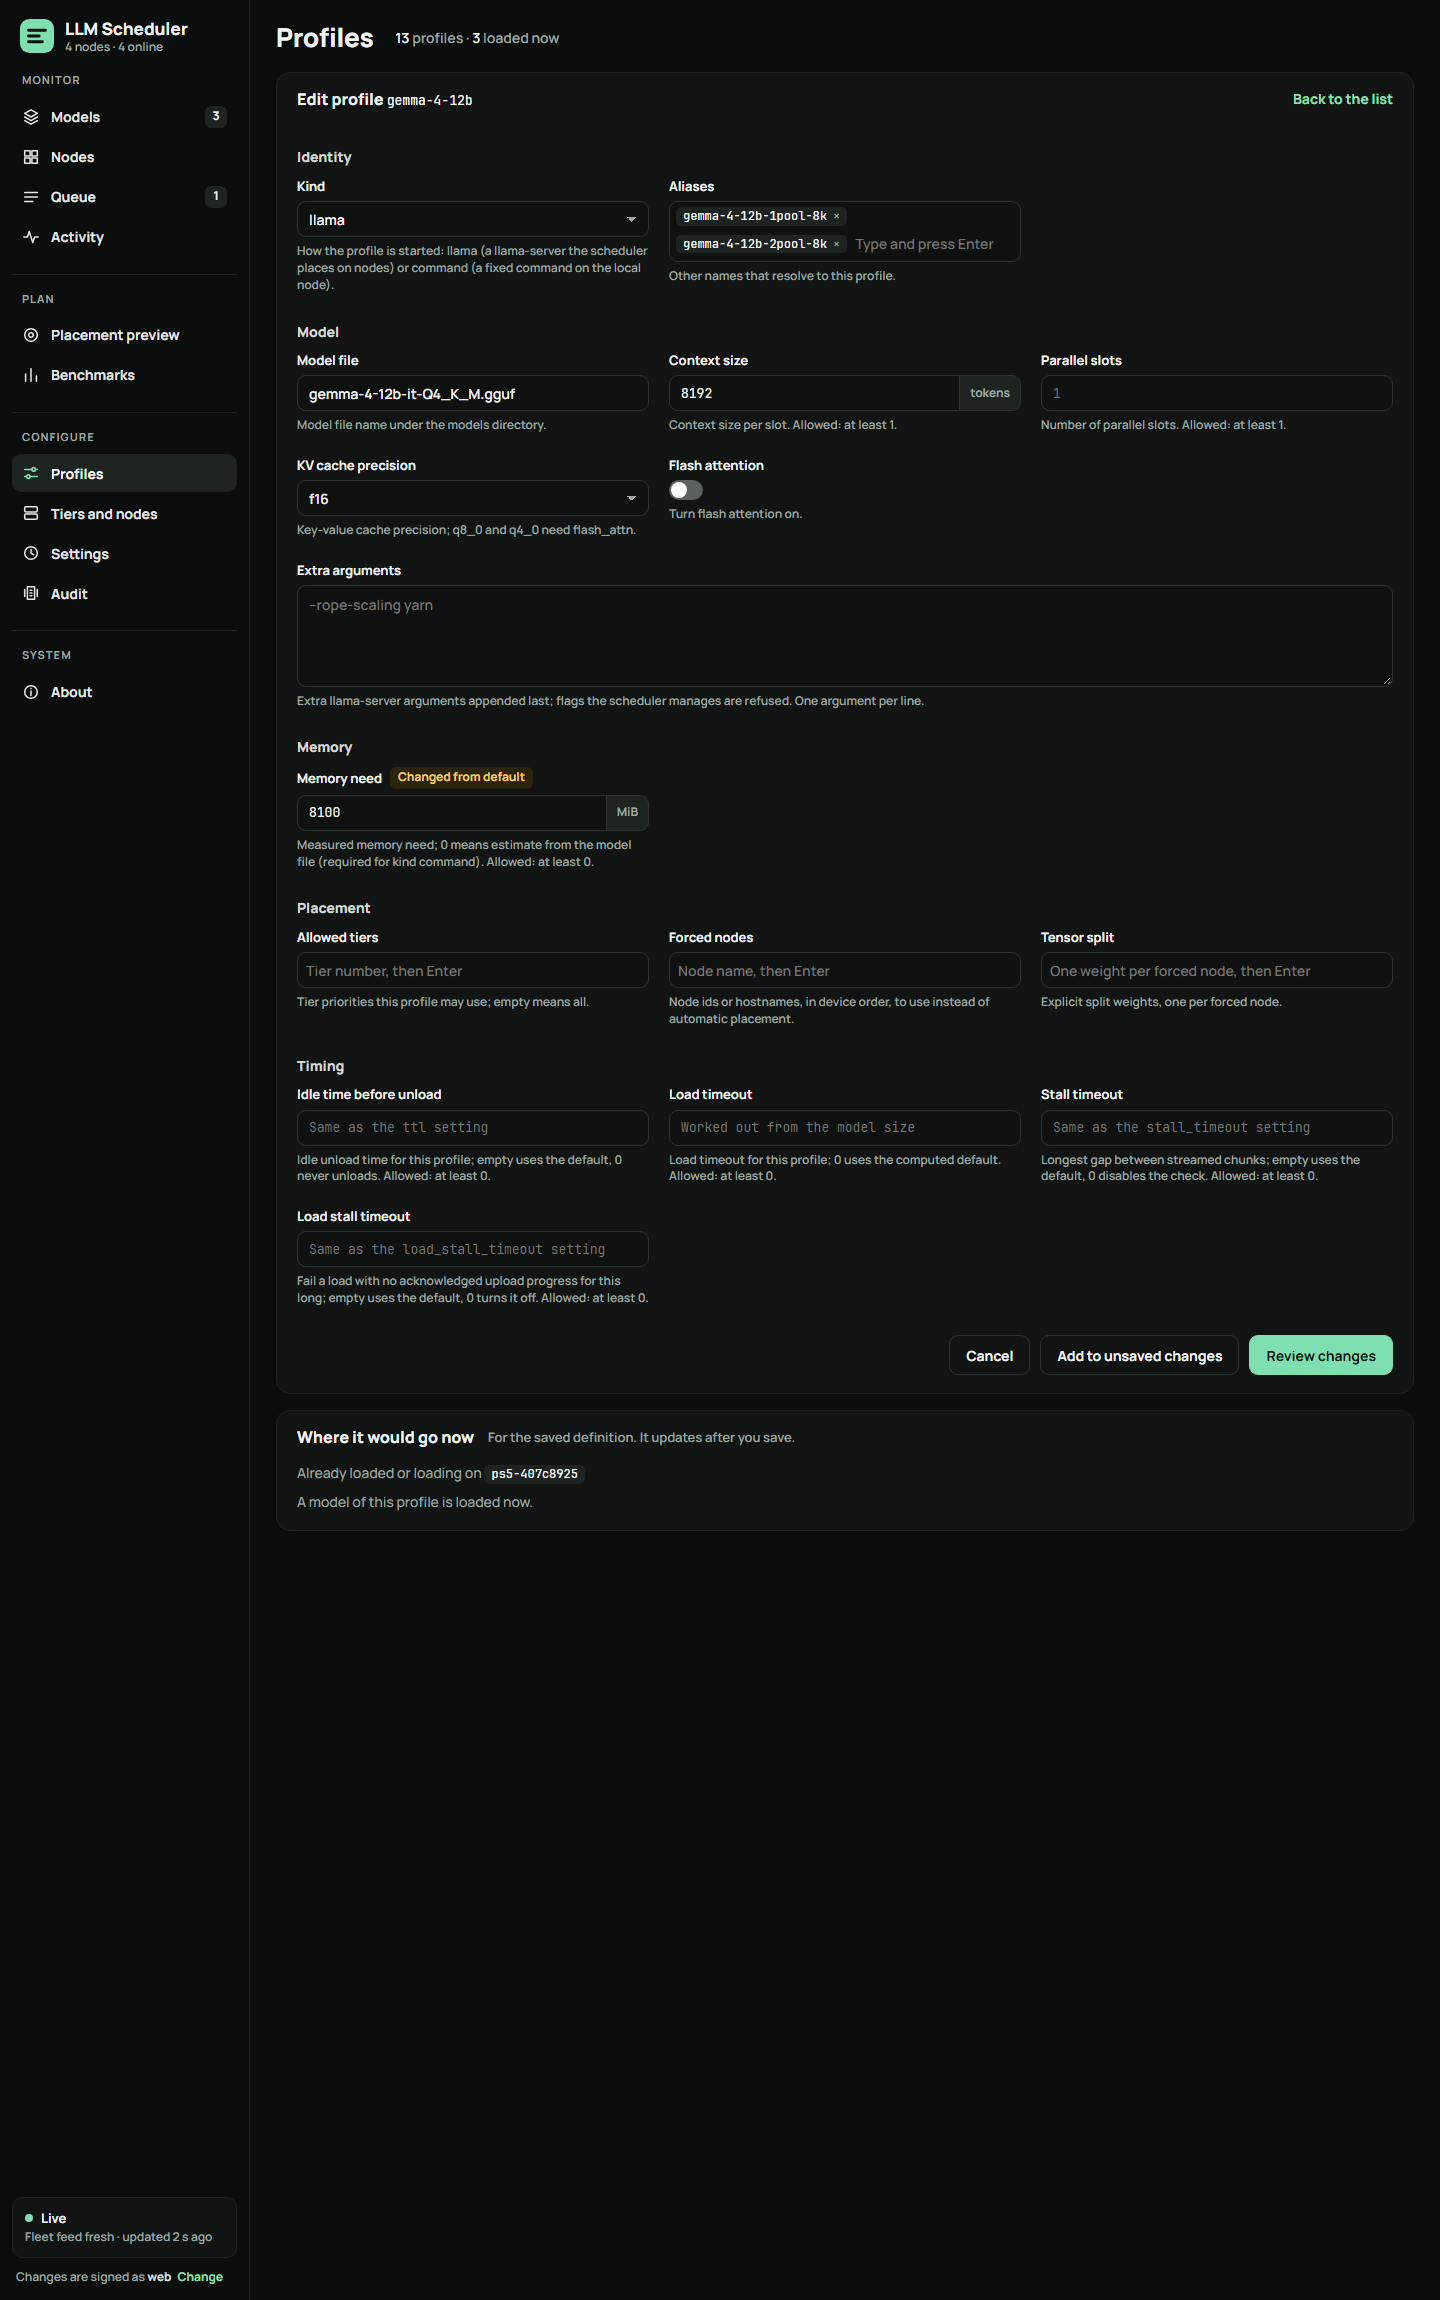 LLM Scheduler
4 nodes · 4 online
MONITOR
Models 3
Nodes
Queue 1
Activity
PLAN
Placement preview
Benchmarks
CONFIGURE
Profiles
Tiers and nodes
Settings
Audit
SYSTEM
About
Live
Fleet feed fresh · updated 2 s ago
Changes are signed as web Change
Profiles 13 profiles · 3 loaded now
Edit profile gemma-4-12b Back to the list
Identity
Kind
llama
How the profile is started: llama (a llama-server the scheduler
places on nodes) or command (a fixed command on the local
node).
Aliases
gemma-4-12b-1pool-8k ×
gemma-4-12b-2pool-8k × Type and press Enter
Other names that resolve to this profile.
Model
Model file
gemma-4-12b-it-Q4_K_M.gguf
Model file name under the models directory.
Context size
8192 tokens
Context size per slot. Allowed: at least 1.
Parallel slots
1
Number of parallel slots. Allowed: at least 1.
KV cache precision
f16
Key-value cache precision; q8_0 and q4_0 need flash_attn.
Flash attention
Turn flash attention on.
Extra arguments
--rope-scaling yarn
Extra llama-server arguments appended last; flags the scheduler manages are refused. One argument per line.
Memory
Memory need Changed from default
8100 MiB
Measured memory need; 0 means estimate from the model
file (required for kind command). Allowed: at least 0.
Placement
Allowed tiers
Tier number, then Enter
Tier priorities this profile may use; empty means all.
Forced nodes
Node name, then Enter
Node ids or hostnames, in device order, to use instead of
automatic placement.
Tensor split
One weight per forced node, then Enter
Explicit split weights, one per forced node.
Timing
Idle time before unload
Same as the ttl setting
Idle unload time for this profile; empty uses the default, 0
never unloads. Allowed: at least 0.
Load timeout
Worked out from the model size
Load timeout for this profile; 0 uses the computed default.
Allowed: at least 0.
Stall timeout
Same as the stall_timeout setting
Longest gap between streamed chunks; empty uses the
default, 0 disables the check. Allowed: at least 0.
Load stall timeout
Same as the load_stall_timeout setting
Fail a load with no acknowledged upload progress for this
long; empty uses the default, 0 turns it off. Allowed: at least 0.
Cancel Add to unsaved changes Review changes
Where it would go now For the saved definition. It updates after you save.
Already loaded or loading on ps5-407c8925
A model of this profile is loaded now.